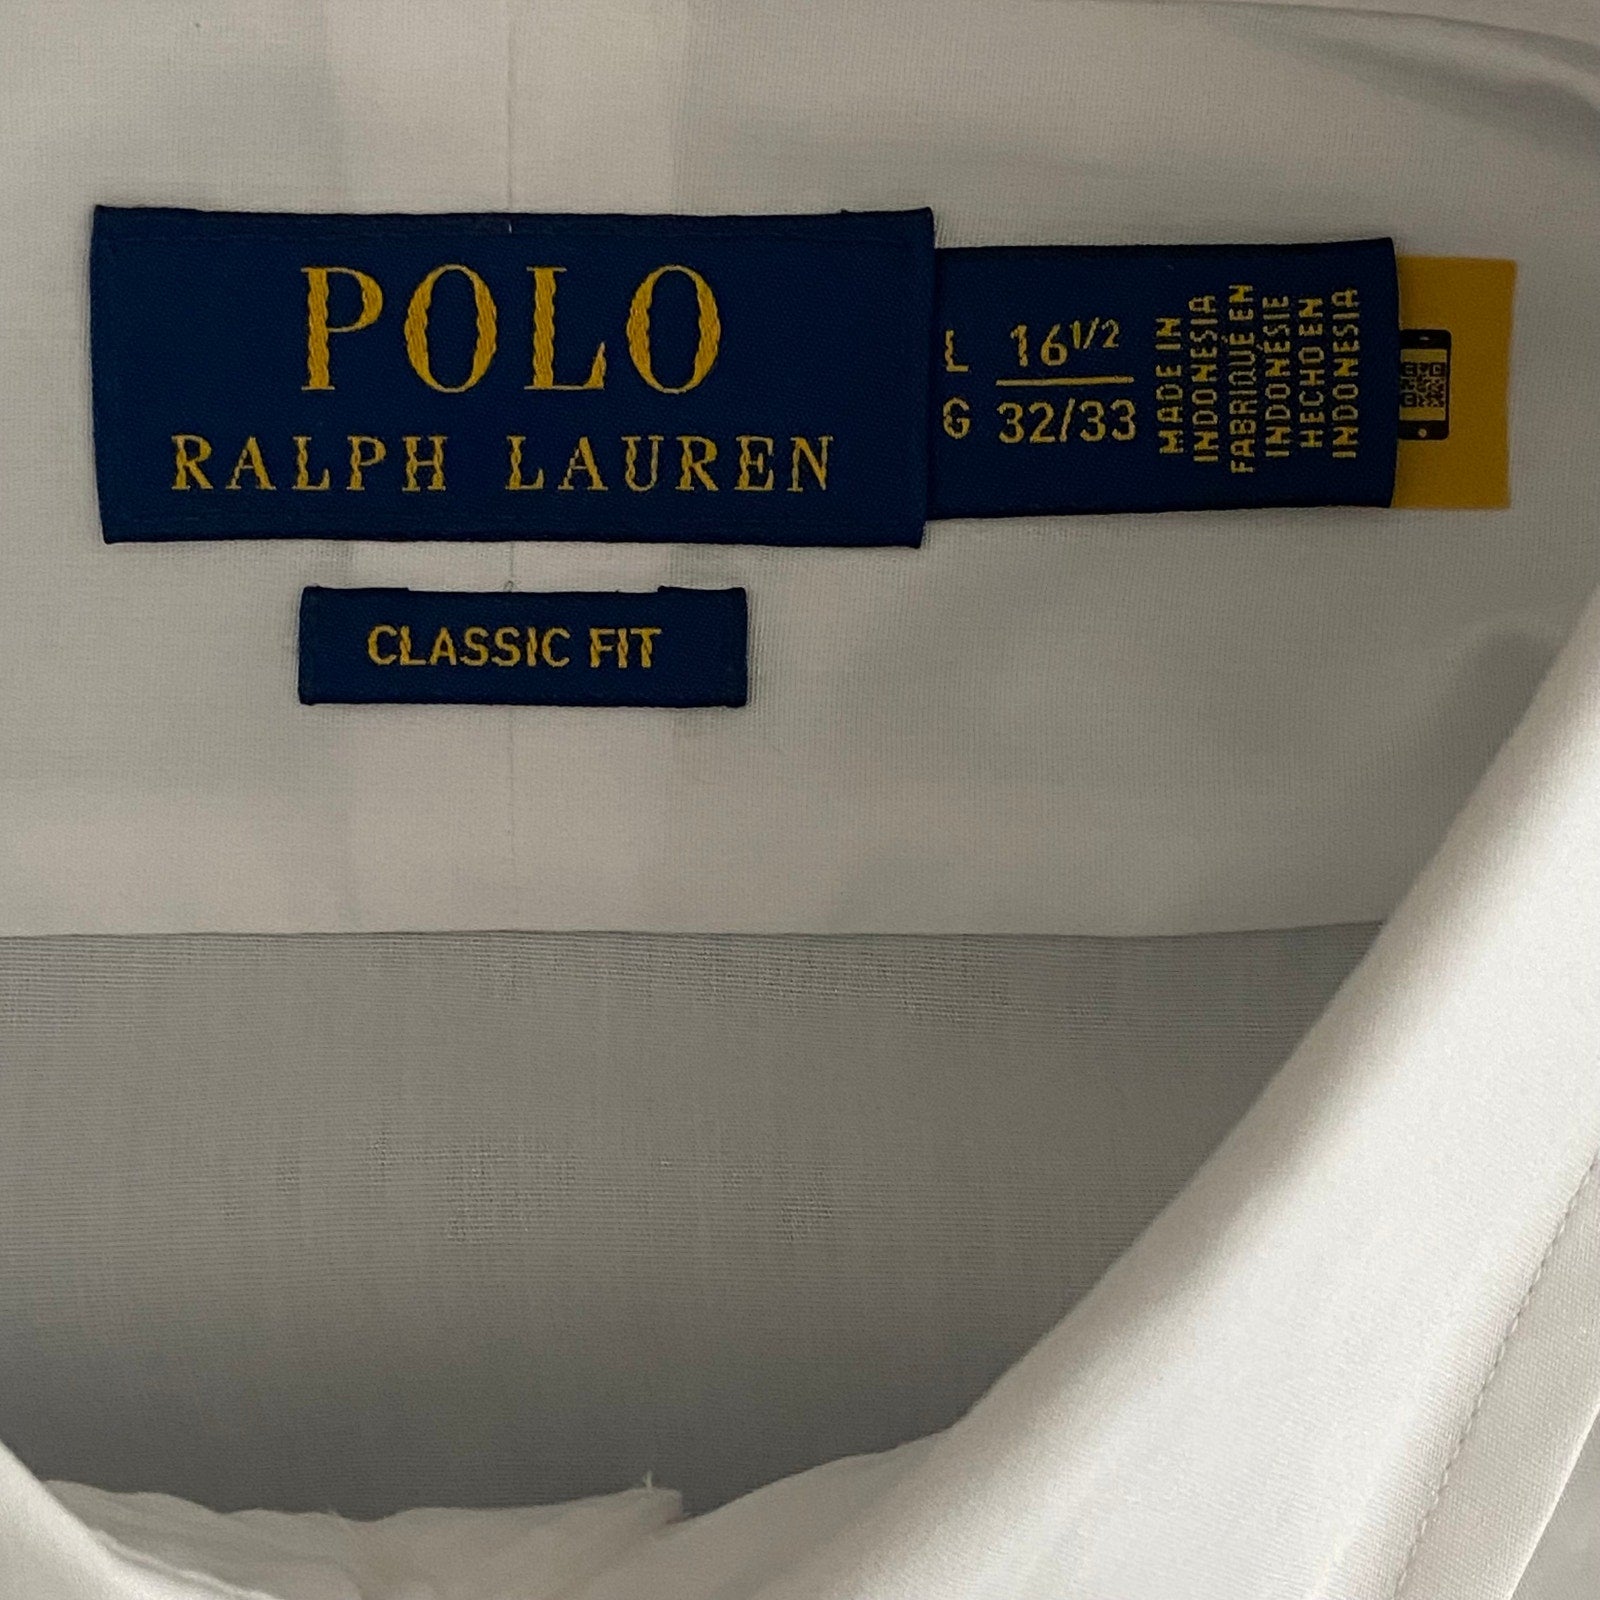 POLO
RALPH LAUREN
L 16 1/2
G 32/33
MADE IN
INDONESIA
FABRIQUÉ EN
INDONÉSIE
HECHO EN
INDONESIA
CLASSIC FIT